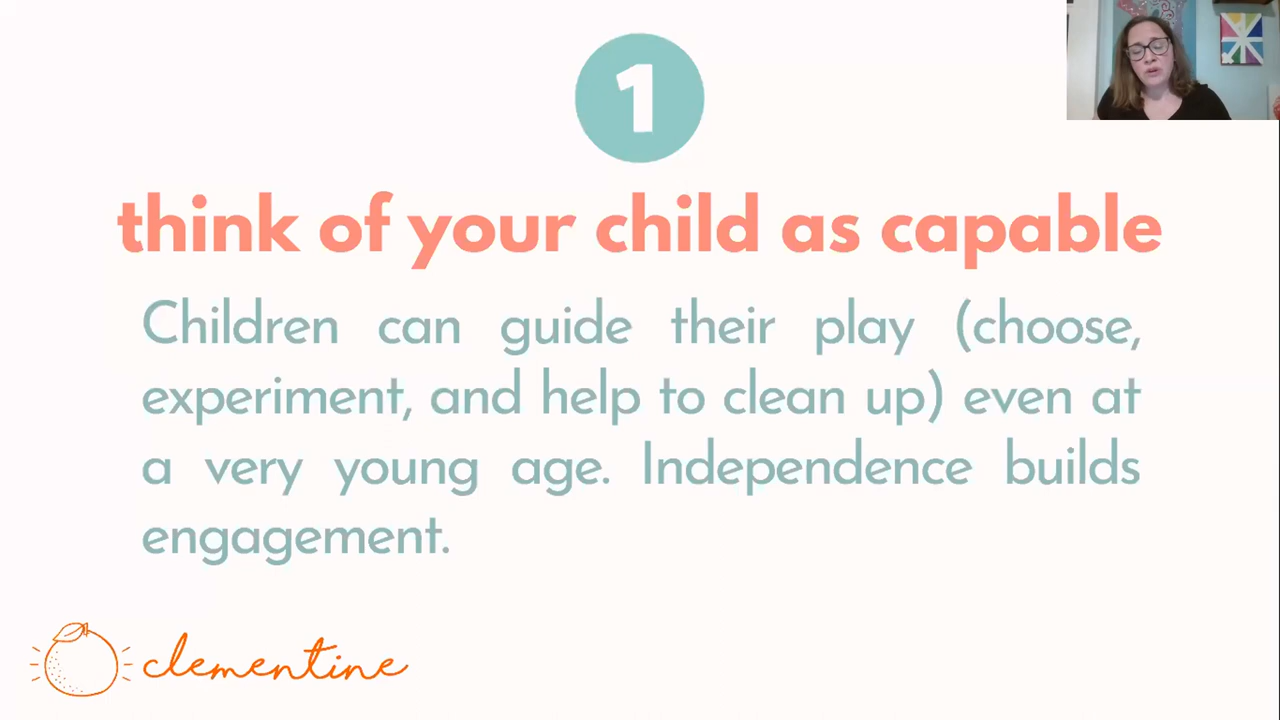 1
think of your child as capable
Children can guide their play (choose,
experiment, and help to clean up) even at
a very young age. Independence builds
engagement.
clementine